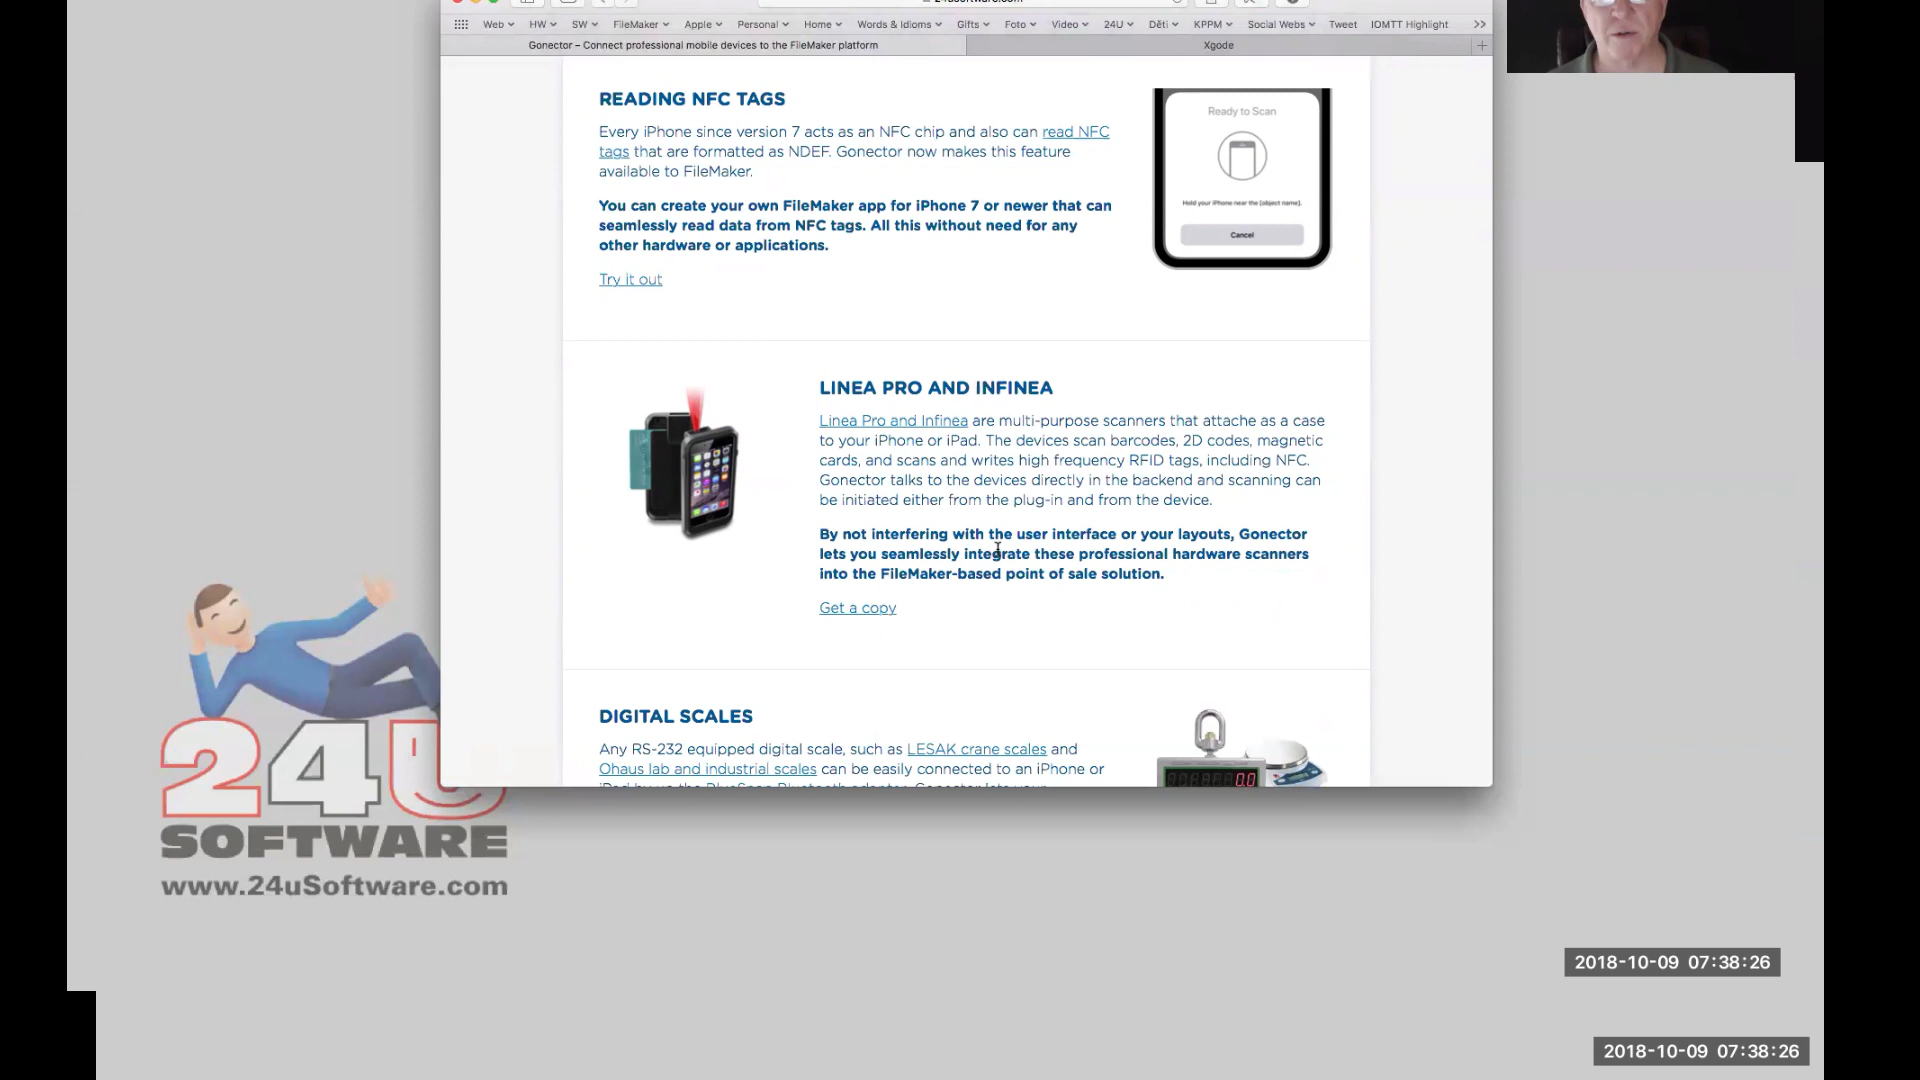 24usoftware.com
Web HW SW FileMaker Apple Personal Home Words & Idioms Gifts Foto Video 24U Děti KPPM Social Webs Tweet IOMTT Highlight >>
Gonector – Connect professional mobile devices to the FileMaker platform
Xgode
READING NFC TAGS
Every iPhone since version 7 acts as an NFC chip and also can read NFC
tags that are formatted as NDEF. Gonector now makes this feature
available to FileMaker.
You can create your own FileMaker app for iPhone 7 or newer that can
seamlessly read data from NFC tags. All this without need for any
other hardware or applications.
Try it out
Ready to Scan
Hold your iPhone near the [object name].
Cancel
LINEA PRO AND INFINEA
Linea Pro and Infinea are multi-purpose scanners that attache as a case
to your iPhone or iPad. The devices scan barcodes, 2D codes, magnetic
cards, and scans and writes high frequency RFID tags, including NFC.
Gonector talks to the devices directly in the backend and scanning can
be initiated either from the plug-in and from the device.
By not interfering with the user interface or your layouts, Gonector
lets you seamlessly integrate these professional hardware scanners
into the FileMaker-based point of sale solution.
Get a copy
DIGITAL SCALES
Any RS-232 equipped digital scale, such as LESAK crane scales and
Ohaus lab and industrial scales can be easily connected to an iPhone or
0.0
24U
SOFTWARE
www.24uSoftware.com
2018-10-09 07:38:26
2018-10-09 07:38:26